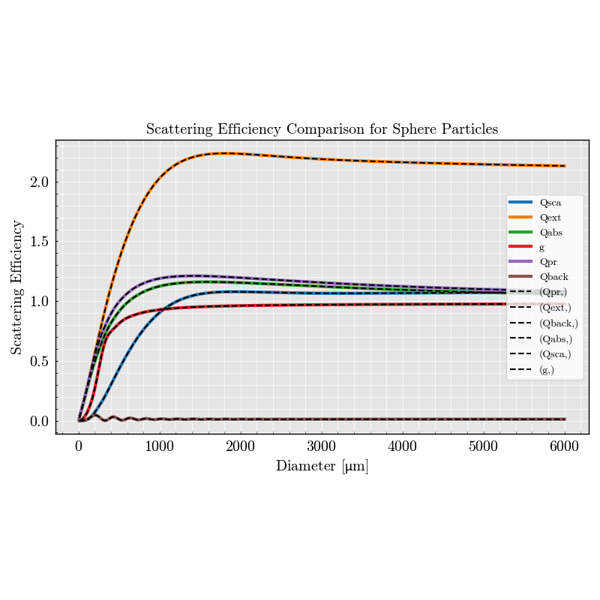 Scattering Efficiency Comparison for Sphere Particles
Scattering Efficiency
2.0
1.5
1.0
0.5
0.0
Qsca
Qext
Qabs
g
Qpr
Qback
(Qpr,)
(Qext,)
(Qback,)
(Qabs,)
(Qsca,)
(g,)
0 1000 2000 3000 4000 5000 6000
Diameter [μm]